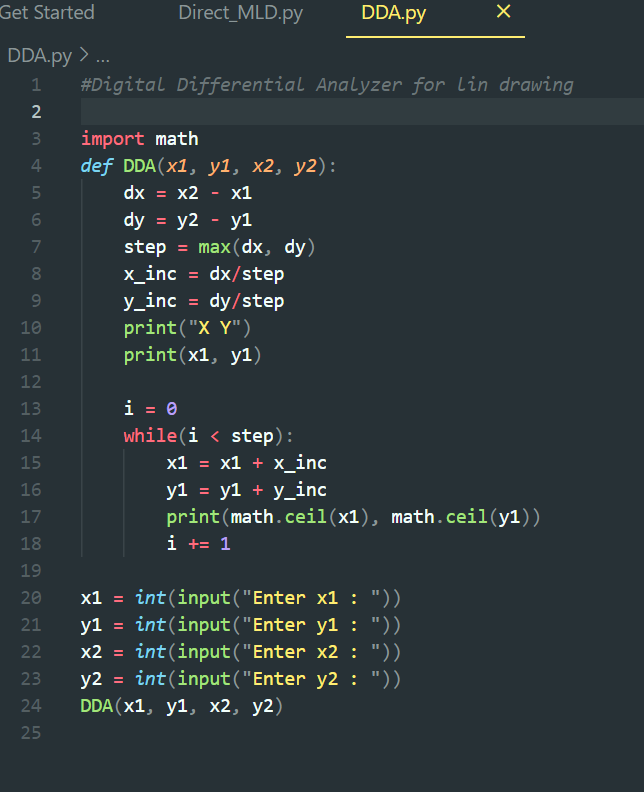 Get Started Direct_MLD.py DDA.py ×
DDA.py > ...
1 #Digital Differential Analyzer for lin drawing
2
3 import math
4 def DDA(x1, y1, x2, y2):
5     dx = x2 - x1
6     dy = y2 - y1
7     step = max(dx, dy)
8     x_inc = dx/step
9     y_inc = dy/step
10     print("X Y")
11     print(x1, y1)
12
13     i = 0
14     while(i < step):
15         x1 = x1 + x_inc
16         y1 = y1 + y_inc
17         print(math.ceil(x1), math.ceil(y1))
18         i += 1
19
20 x1 = int(input("Enter x1 : "))
21 y1 = int(input("Enter y1 : "))
22 x2 = int(input("Enter x2 : "))
23 y2 = int(input("Enter y2 : "))
24 DDA(x1, y1, x2, y2)
25